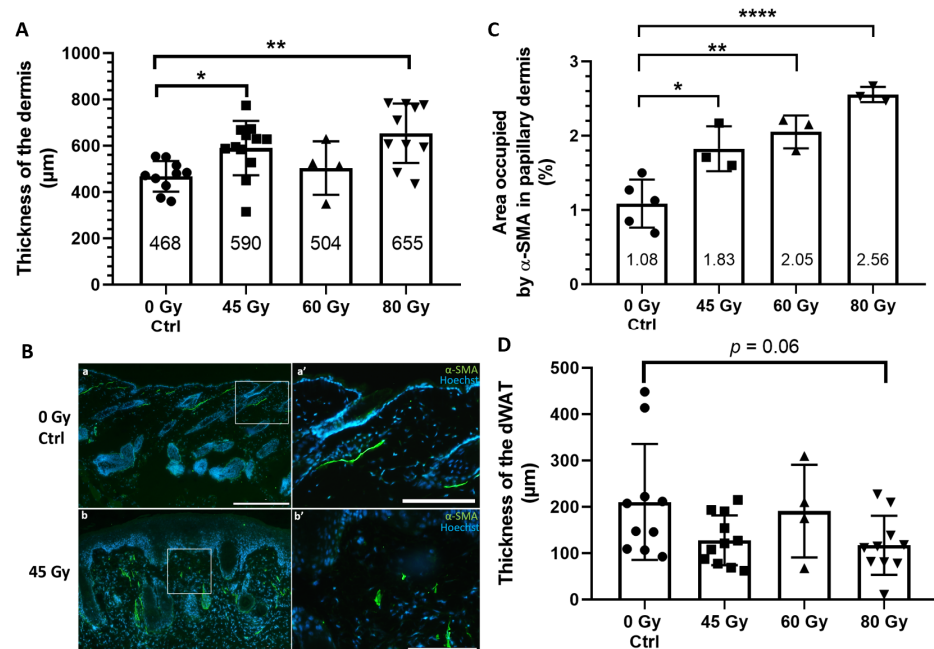 A
Thickness of the dermis
(µm)
1000
800
600
400
200
0
**
*
468
590
504
655
0 Gy
Ctrl
45 Gy
60 Gy
80 Gy
C
Area occupied
by α-SMA in papillary dermis
(%)
3
2
1
0
****
**
*
1.08
1.83
2.05
2.56
0 Gy
Ctrl
45 Gy
60 Gy
80 Gy
B
0 Gy
Ctrl
45 Gy
a
a'
α-SMA
Hoechst
b
b'
α-SMA
Hoechst
D
Thickness of the dWAT
(µm)
500
400
300
200
100
0
p = 0.06
0 Gy
Ctrl
45 Gy
60 Gy
80 Gy